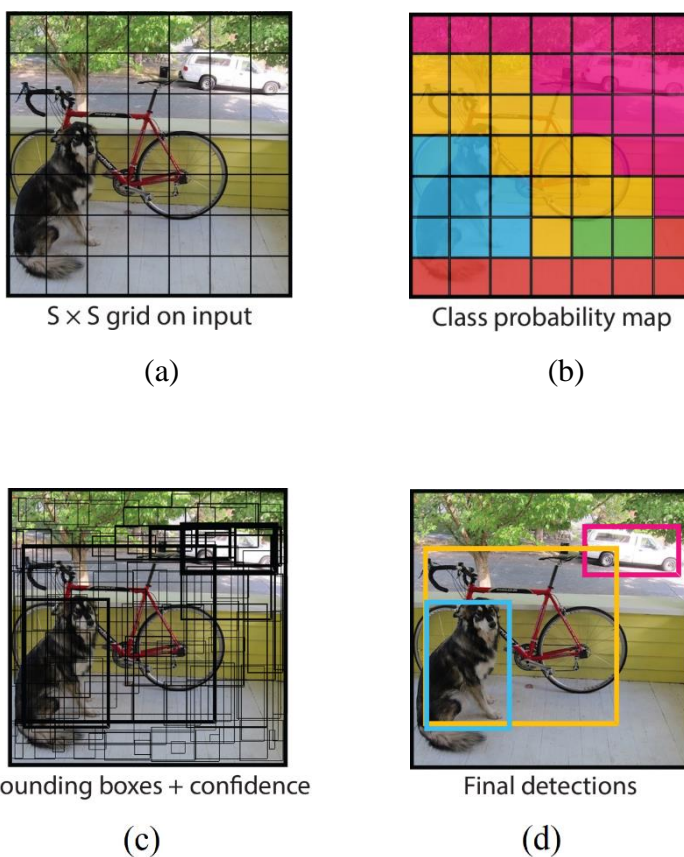 S × S grid on input
Class probability map
(a)
(b)
ounding boxes + confidence
Final detections
(c)
(d)